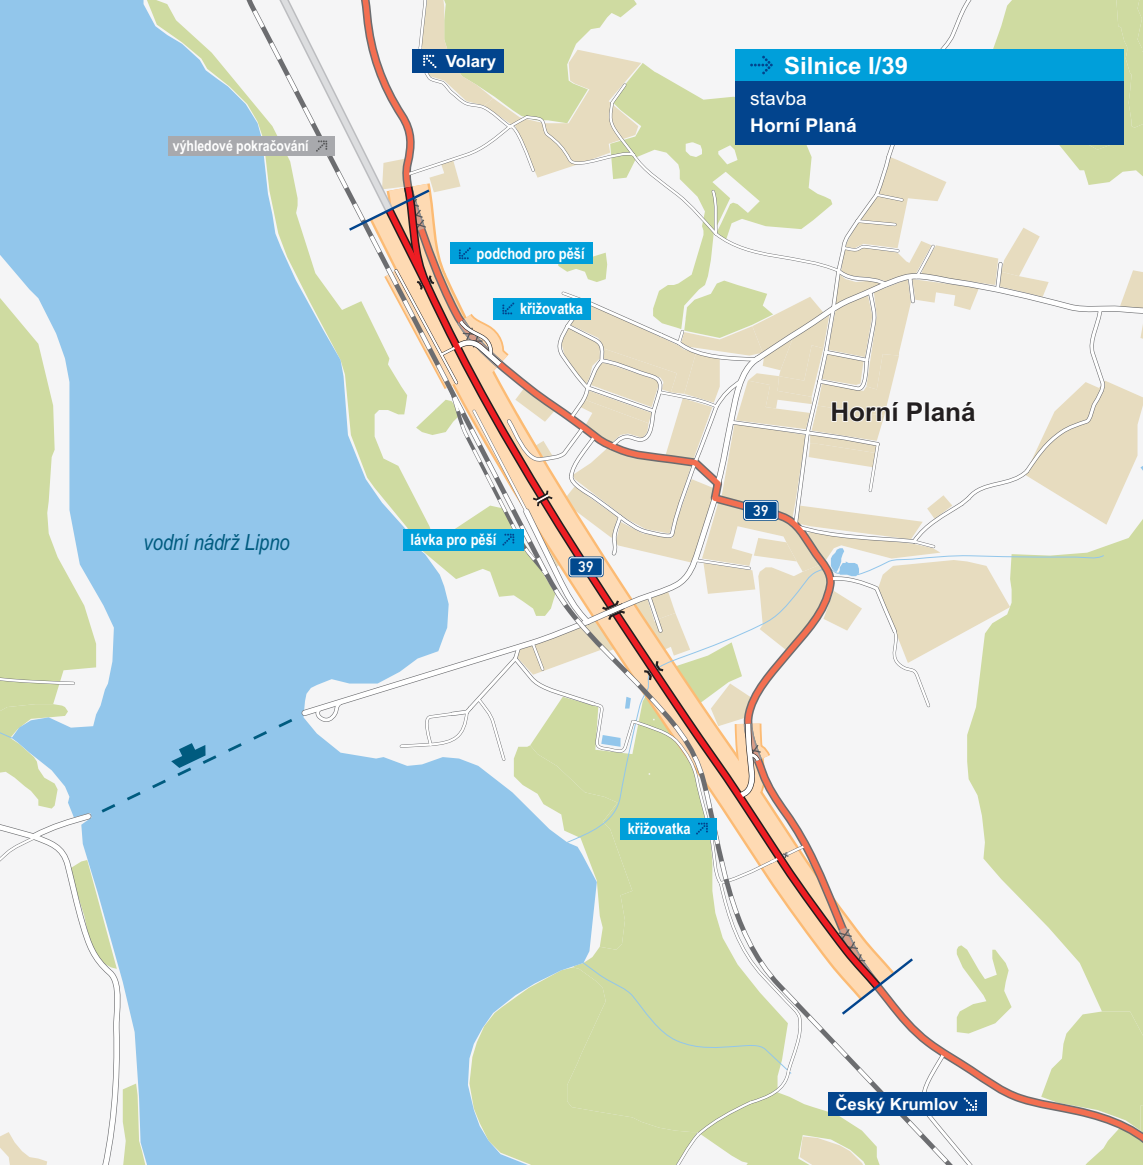 Volary
Silnice I/39
stavba
Horní Planá
výhledové pokračování
podchod pro pěší
křižovatka
Horní Planá
39
vodní nádrž Lipno
lávka pro pěší
39
křižovatka
Český Krumlov